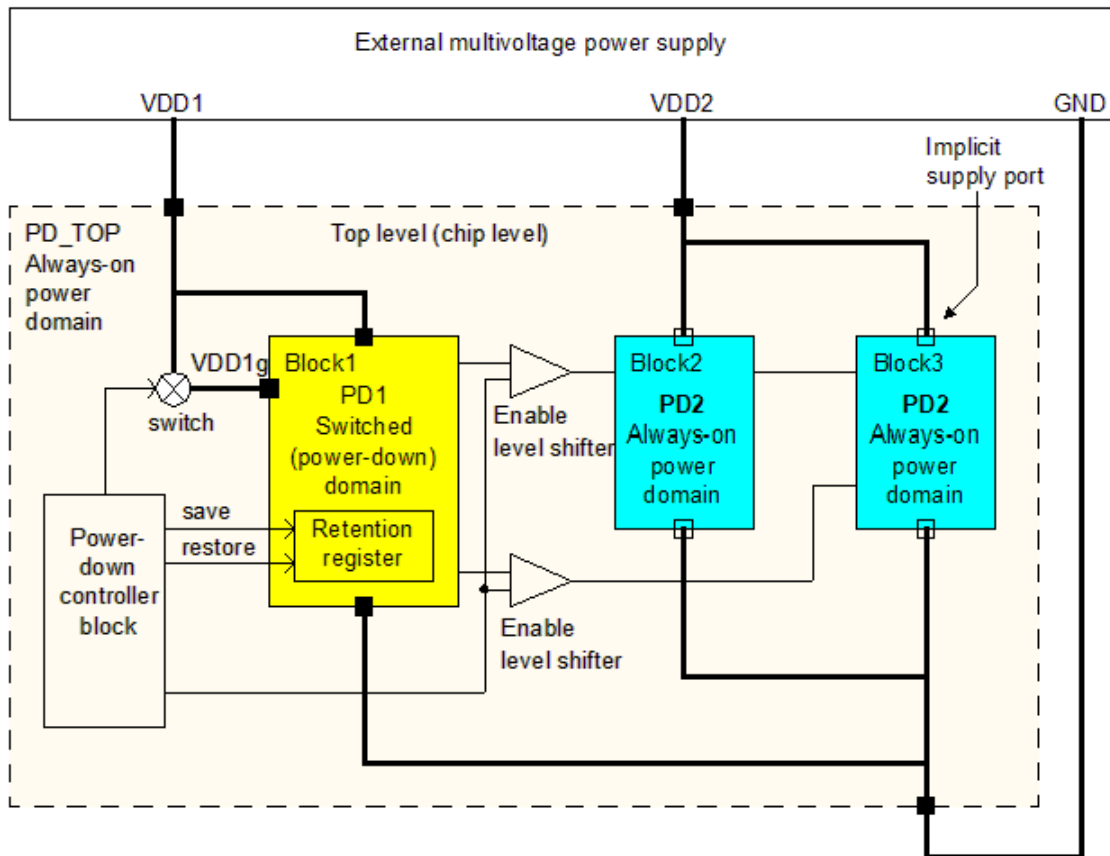 External multivoltage power supply
VDD1
VDD2
GND
Implicit
supply port
PD_TOP
Always-on
power
domain
Top level (chip level)
VDD1g
switch
Block1
PD1
Switched
(power-down)
domain
Retention
register
Enable
level shifter
Block2
PD2
Always-on
power
domain
Block3
PD2
Always-on
power
domain
Power-
down
controller
block
save
restore
Enable
level shifter